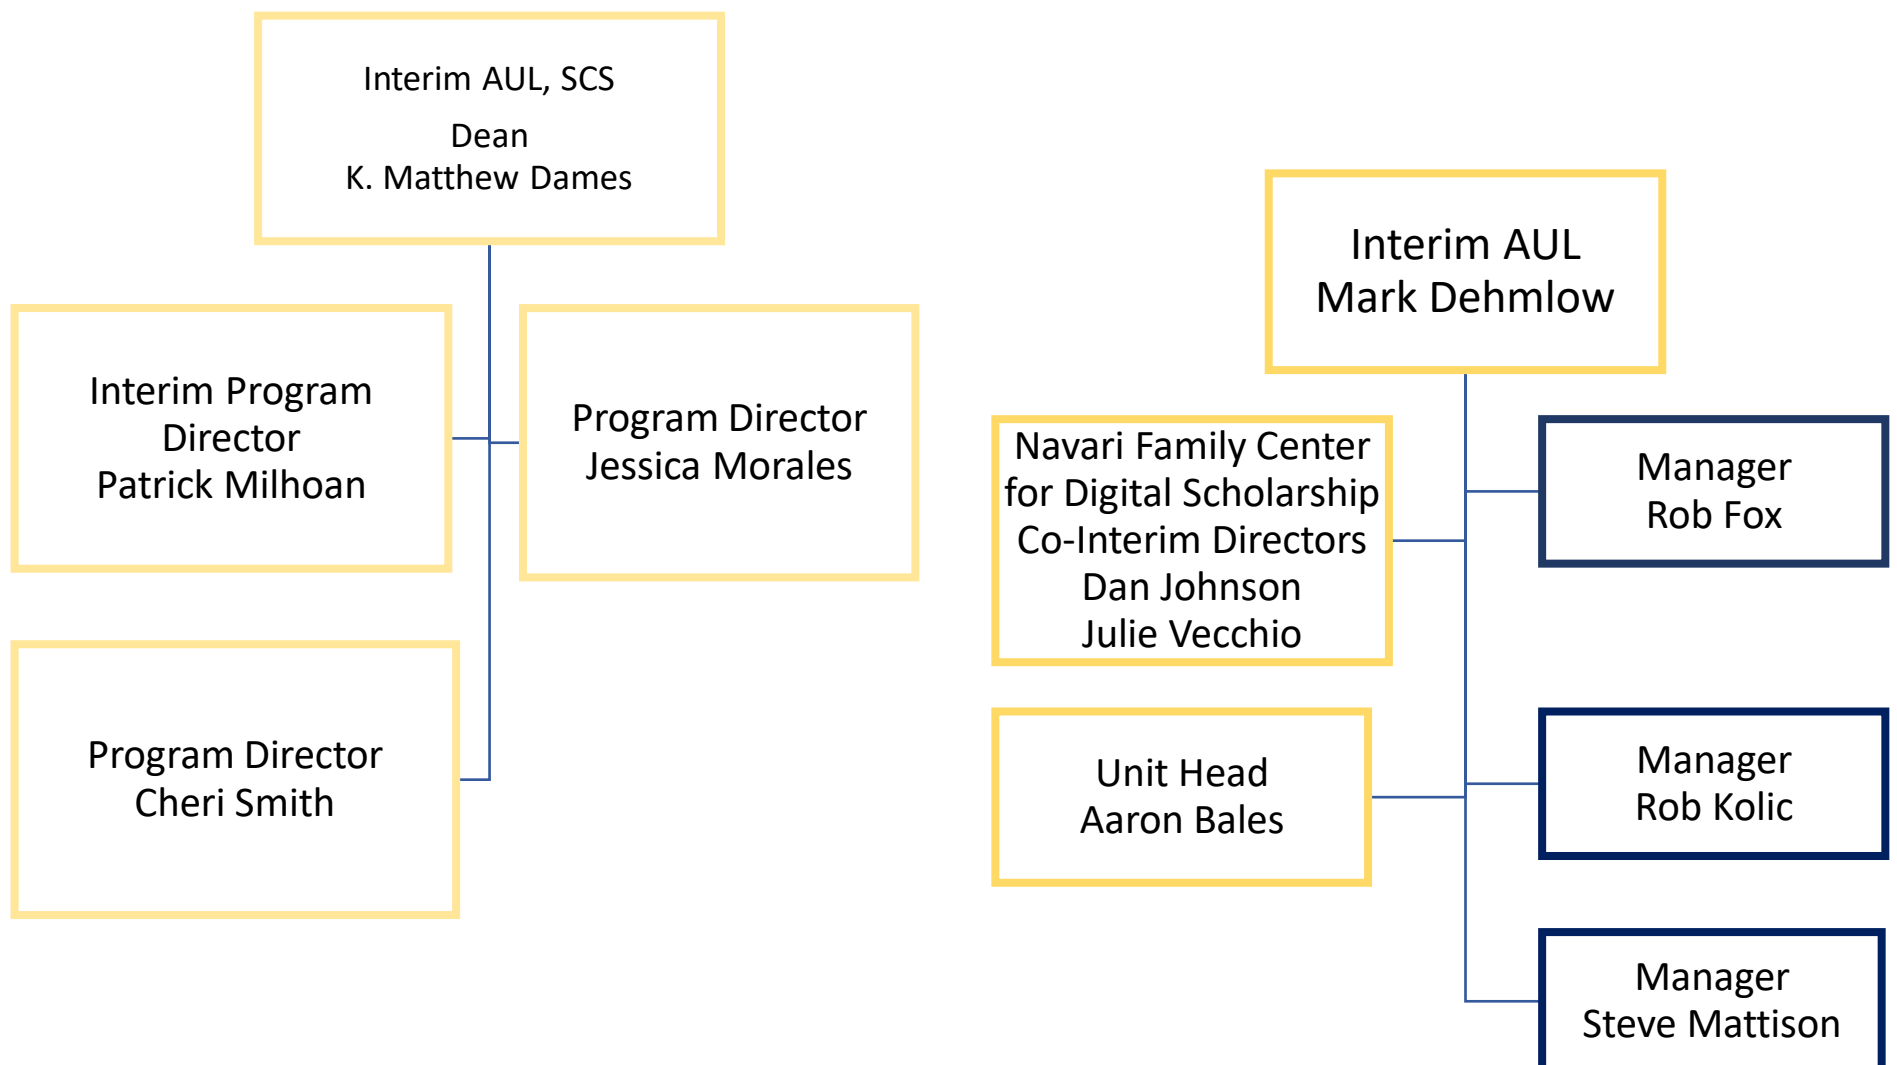 Interim AUL, SCS
Dean
K. Matthew Dames
Interim Program
Director
Patrick Milhoan
Program Director
Jessica Morales
Program Director
Cheri Smith
Interim AUL
Mark Dehmlow
Navari Family Center
for Digital Scholarship
Co-Interim Directors
Dan Johnson
Julie Vecchio
Manager
Rob Fox
Unit Head
Aaron Bales
Manager
Rob Kolic
Manager
Steve Mattison